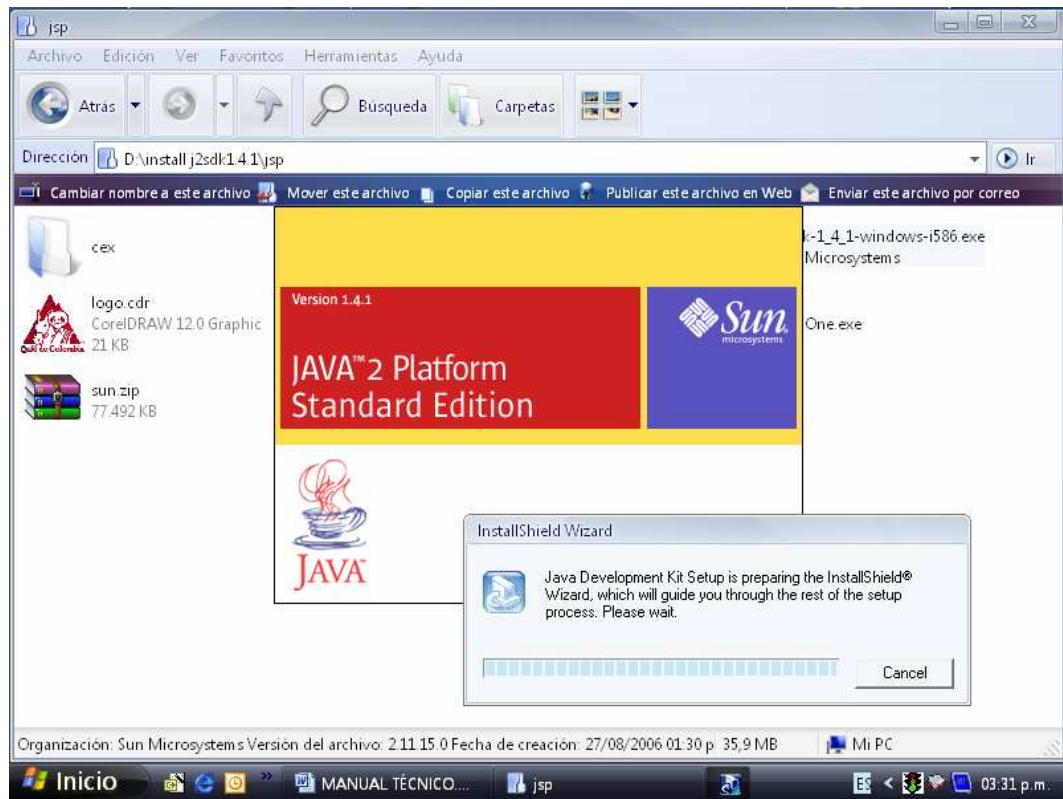 jsp
Archivo Edición Ver Favoritos Herramientas Ayuda
Atrás Búsqueda Carpetas
Dirección D:\install j2sdk1.4.1\jsp Ir
Cambiar nombre a este archivo Mover este archivo Copiar este archivo Publicar este archivo en Web Enviar este archivo por correo
cex
k-1_4_1-windows-i586.exe
Microsystems
logo.cdr
CorelDRAW 12.0 Graphic
21 KB
One.exe
sun.zip
77.492 KB
Version 1.4.1
Sun
microsystems
JAVA™2 Platform
Standard Edition
JAVA
InstallShield Wizard
Java Development Kit Setup is preparing the InstallShield®
Wizard, which will guide you through the rest of the setup
process. Please wait.
Cancel
Organización: Sun Microsystems Versión del archivo: 2.11.15.0 Fecha de creación: 27/08/2006 01:30 p 35,9 MB Mi PC
Inicio » MANUAL TÉCNICO.... jsp ES < 03:31 p.m.